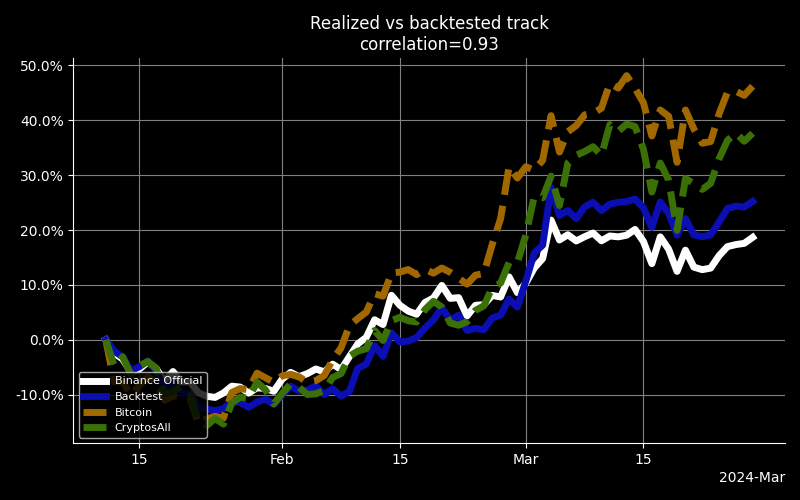 Realized vs backtested track
correlation=0.93
50.0%
40.0%
30.0%
20.0%
10.0%
0.0%
-10.0%
Binance Official
Backtest
Bitcoin
CryptosAll
15
Feb
15
Mar
15
2024-Mar